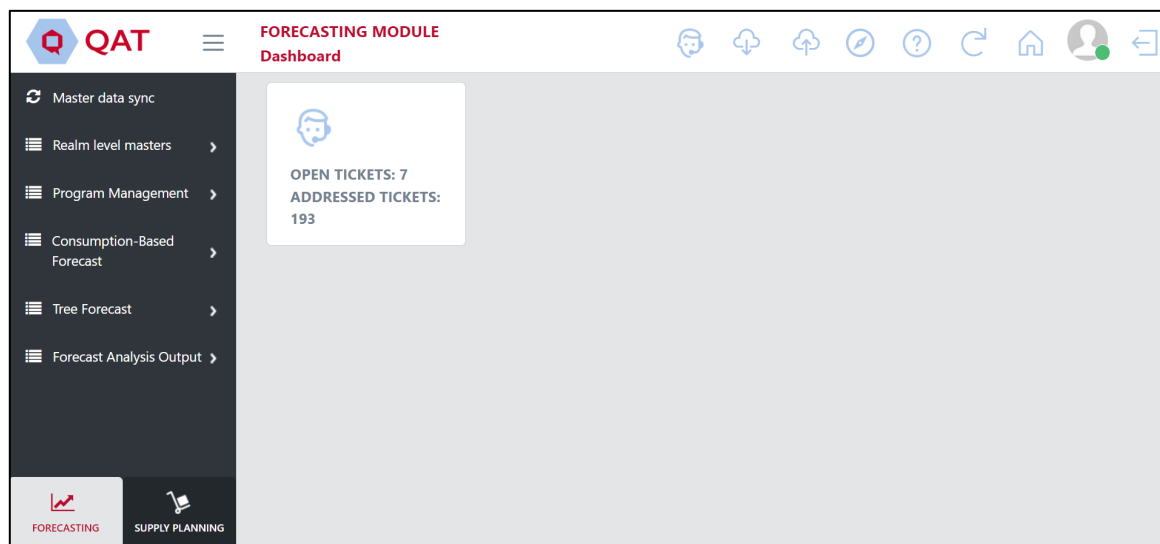 QAT
FORECASTING MODULE
Dashboard
Master data sync
Realm level masters
Program Management
Consumption-Based
Forecast
Tree Forecast
Forecast Analysis Output
OPEN TICKETS: 7
ADDRESSED TICKETS:
193
FORECASTING
SUPPLY PLANNING